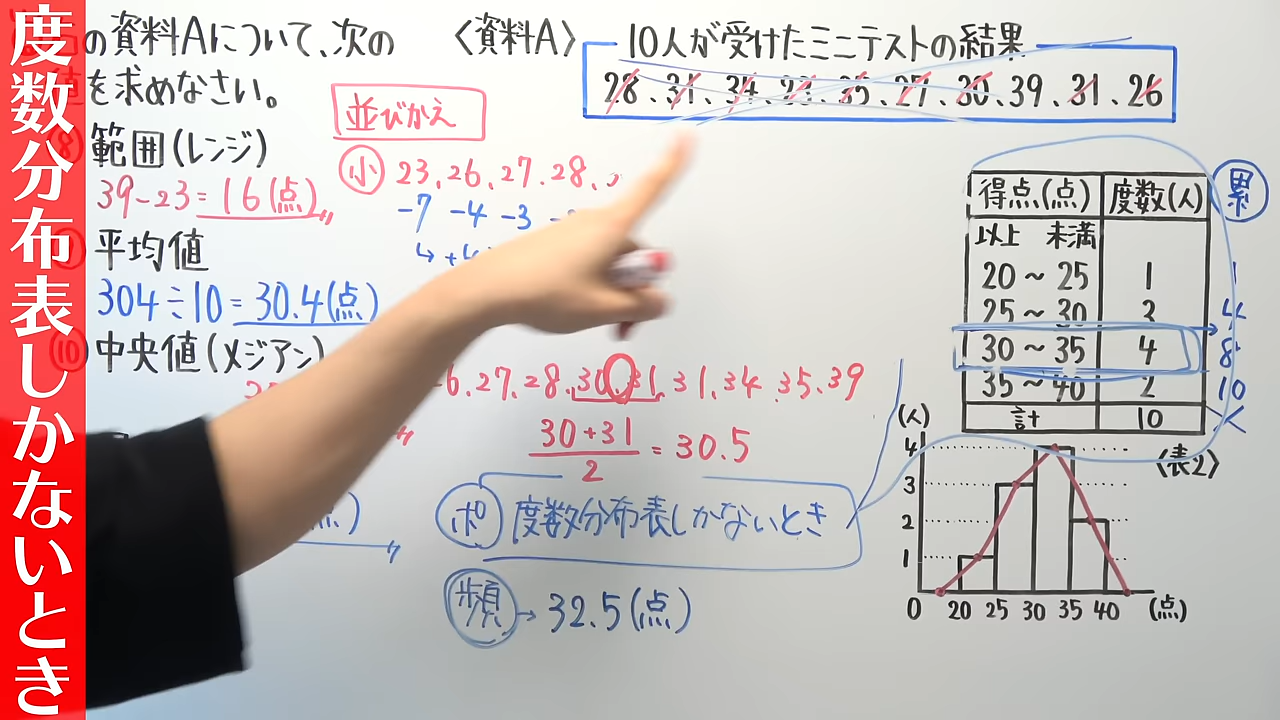 度数分布表しかないとき
の資料Aについて、次の
を求めなさい。
⑧ 範囲(レンジ)
39-23=16(点)
平均値
304÷10=30.4(点)
⑩ 中央値(メジアン)
並びかえ
小 23、26、27、28、
-7 -4 -3
6、27、28、30、31、31、34、35、39
30+31
2
=30.5
ポ 度数分布表しかないとき
頻→32.5(点)
〈資料A〉 10人が受けたミニテストの結果
28、31、34、23、35、27、30、39、31、26
得点(点) 度数(人) 累
以上 未満
20~25 1 1
25~30 3 4
30~35 4 8
35~40 2 10
計 10
〈表2〉
(人)
4
3
2
1
0 20 25 30 35 40 (点)